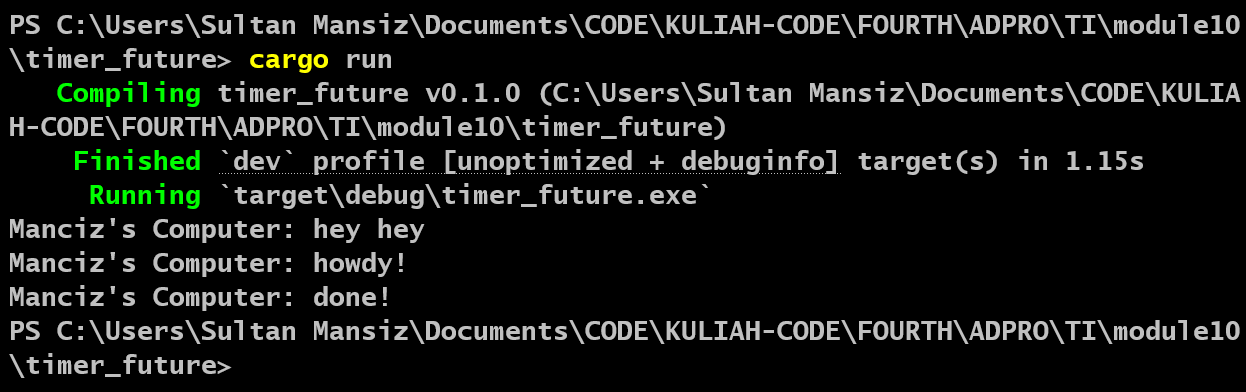 PS C:\Users\Sultan Mansiz\Documents\CODE\KULIAH-CODE\FOURTH\ADPRO\TI\module10
\timer_future> cargo run
   Compiling timer_future v0.1.0 (C:\Users\Sultan Mansiz\Documents\CODE\KULIA
H-CODE\FOURTH\ADPRO\TI\module10\timer_future)
    Finished `dev` profile [unoptimized + debuginfo] target(s) in 1.15s
     Running `target\debug\timer_future.exe`
Manciz's Computer: hey hey
Manciz's Computer: howdy!
Manciz's Computer: done!
PS C:\Users\Sultan Mansiz\Documents\CODE\KULIAH-CODE\FOURTH\ADPRO\TI\module10
\timer_future>